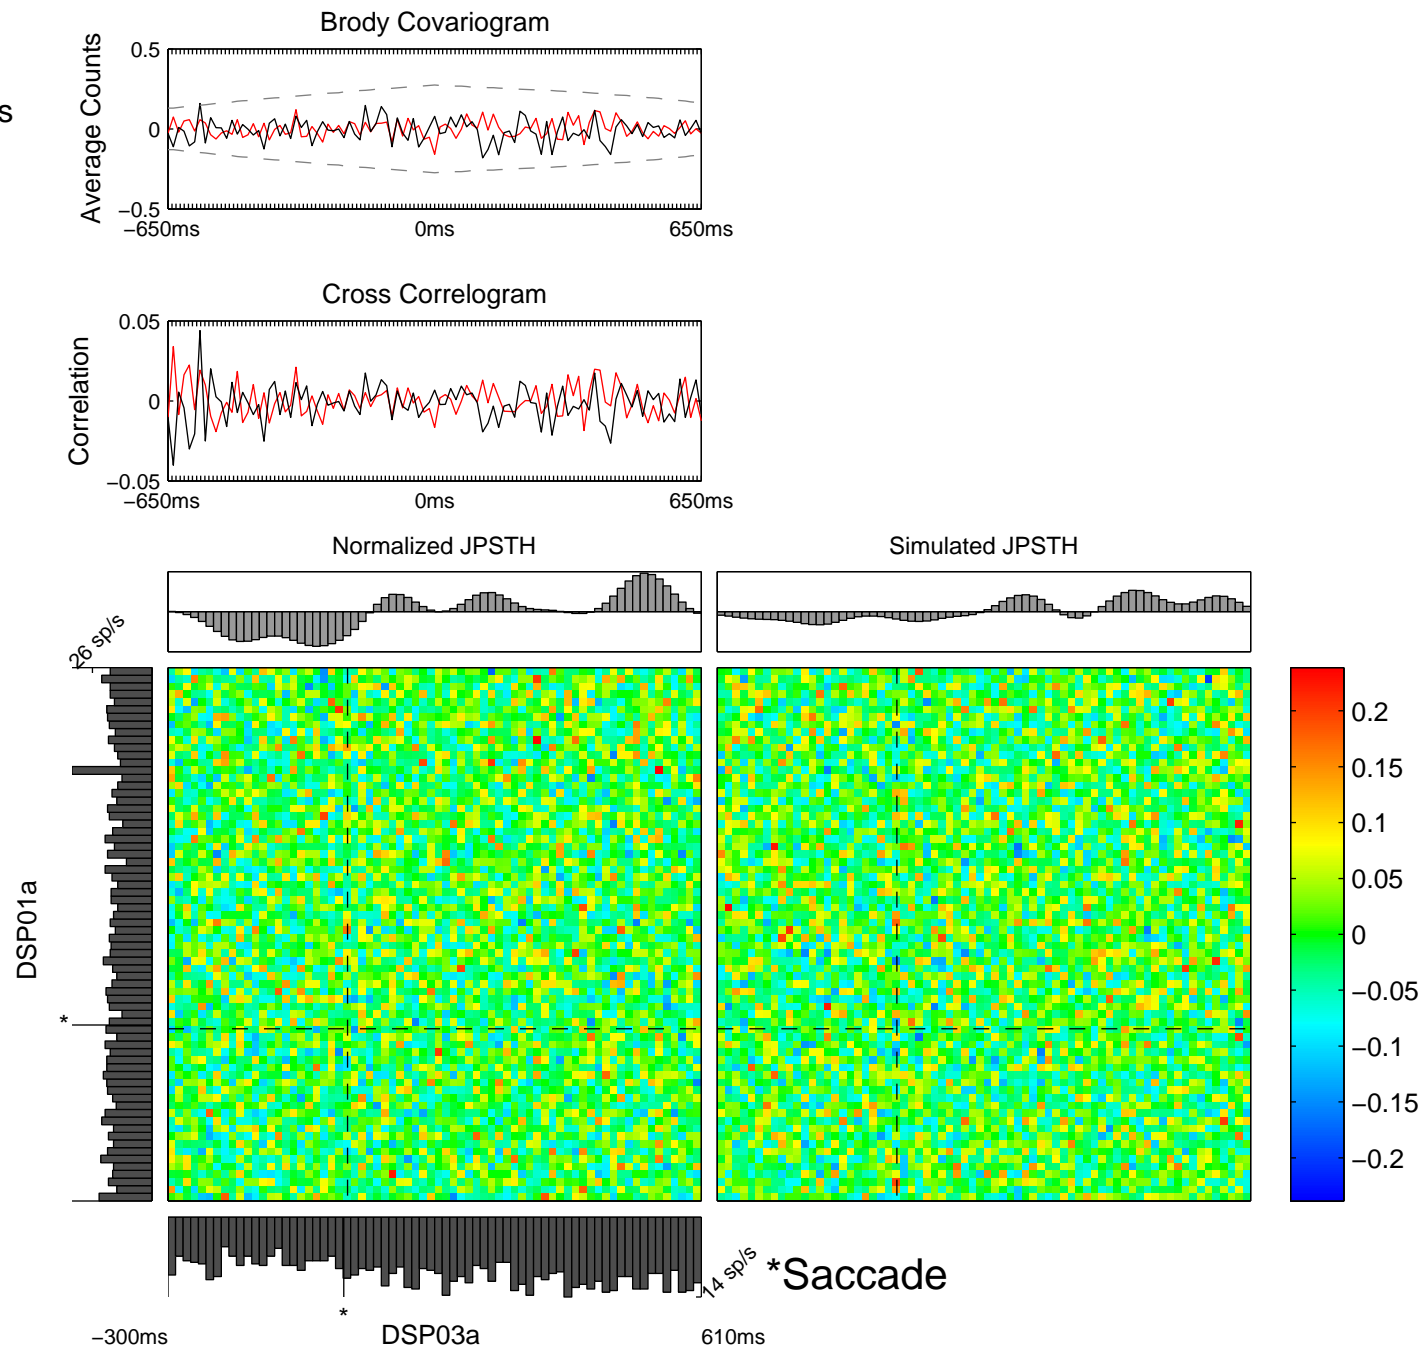 Brody Covariogram
s
Average Counts
0.5
0
−0.5
−650ms
0ms
650ms
Cross Correlogram
Correlation
0.05
0
−0.05
−650ms
0ms
650ms
Normalized JPSTH
Simulated JPSTH
26 sp/s
DSP01a
*
0.2
0.15
0.1
0.05
0
−0.05
−0.1
−0.15
−0.2
14 sp/s
*Saccade
*
−300ms
DSP03a
610ms